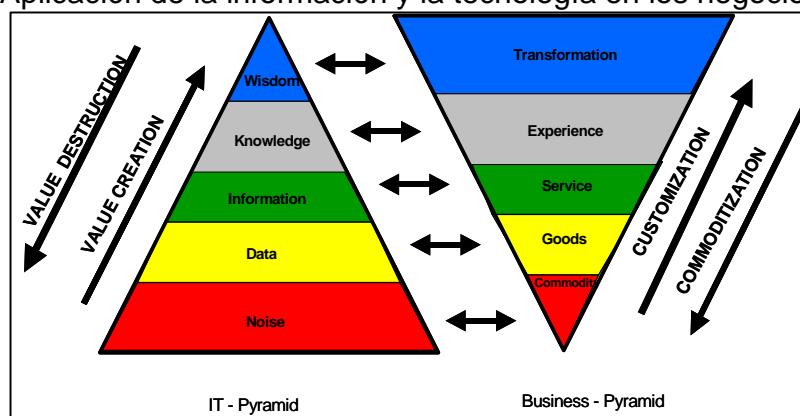 Aplicación de la información y la tecnología en los negocio
Wisdom
Knowledge
Information
Data
Noise
VALUE DESTRUCTION
VALUE CREATION
IT - Pyramid
Transformation
Experience
Service
Goods
Commodit
CUSTOMIZATION
COMMODITIZATION
Business - Pyramid